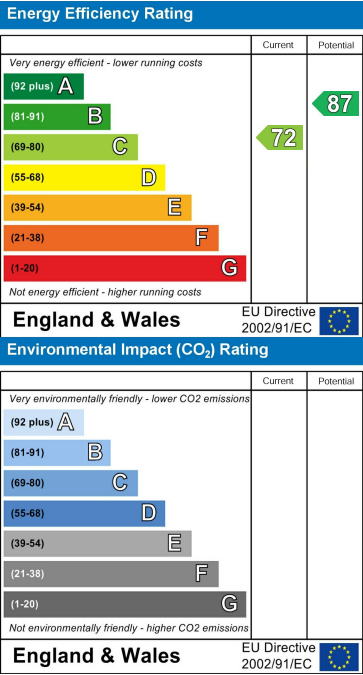 Energy Efficiency Rating
Current Potential
Very energy efficient - lower running costs
(92 plus) A
(81-91) B
(69-80) C
(55-68) D
(39-54) E
(21-38) F
(1-20) G
72
87
Not energy efficient - higher running costs
England & Wales
EU Directive
2002/91/EC
Environmental Impact (CO₂) Rating
Current Potential
Very environmentally friendly - lower CO2 emissions
(92 plus) A
(81-91) B
(69-80) C
(55-68) D
(39-54) E
(21-38) F
(1-20) G
Not environmentally friendly - higher CO2 emissions
England & Wales
EU Directive
2002/91/EC